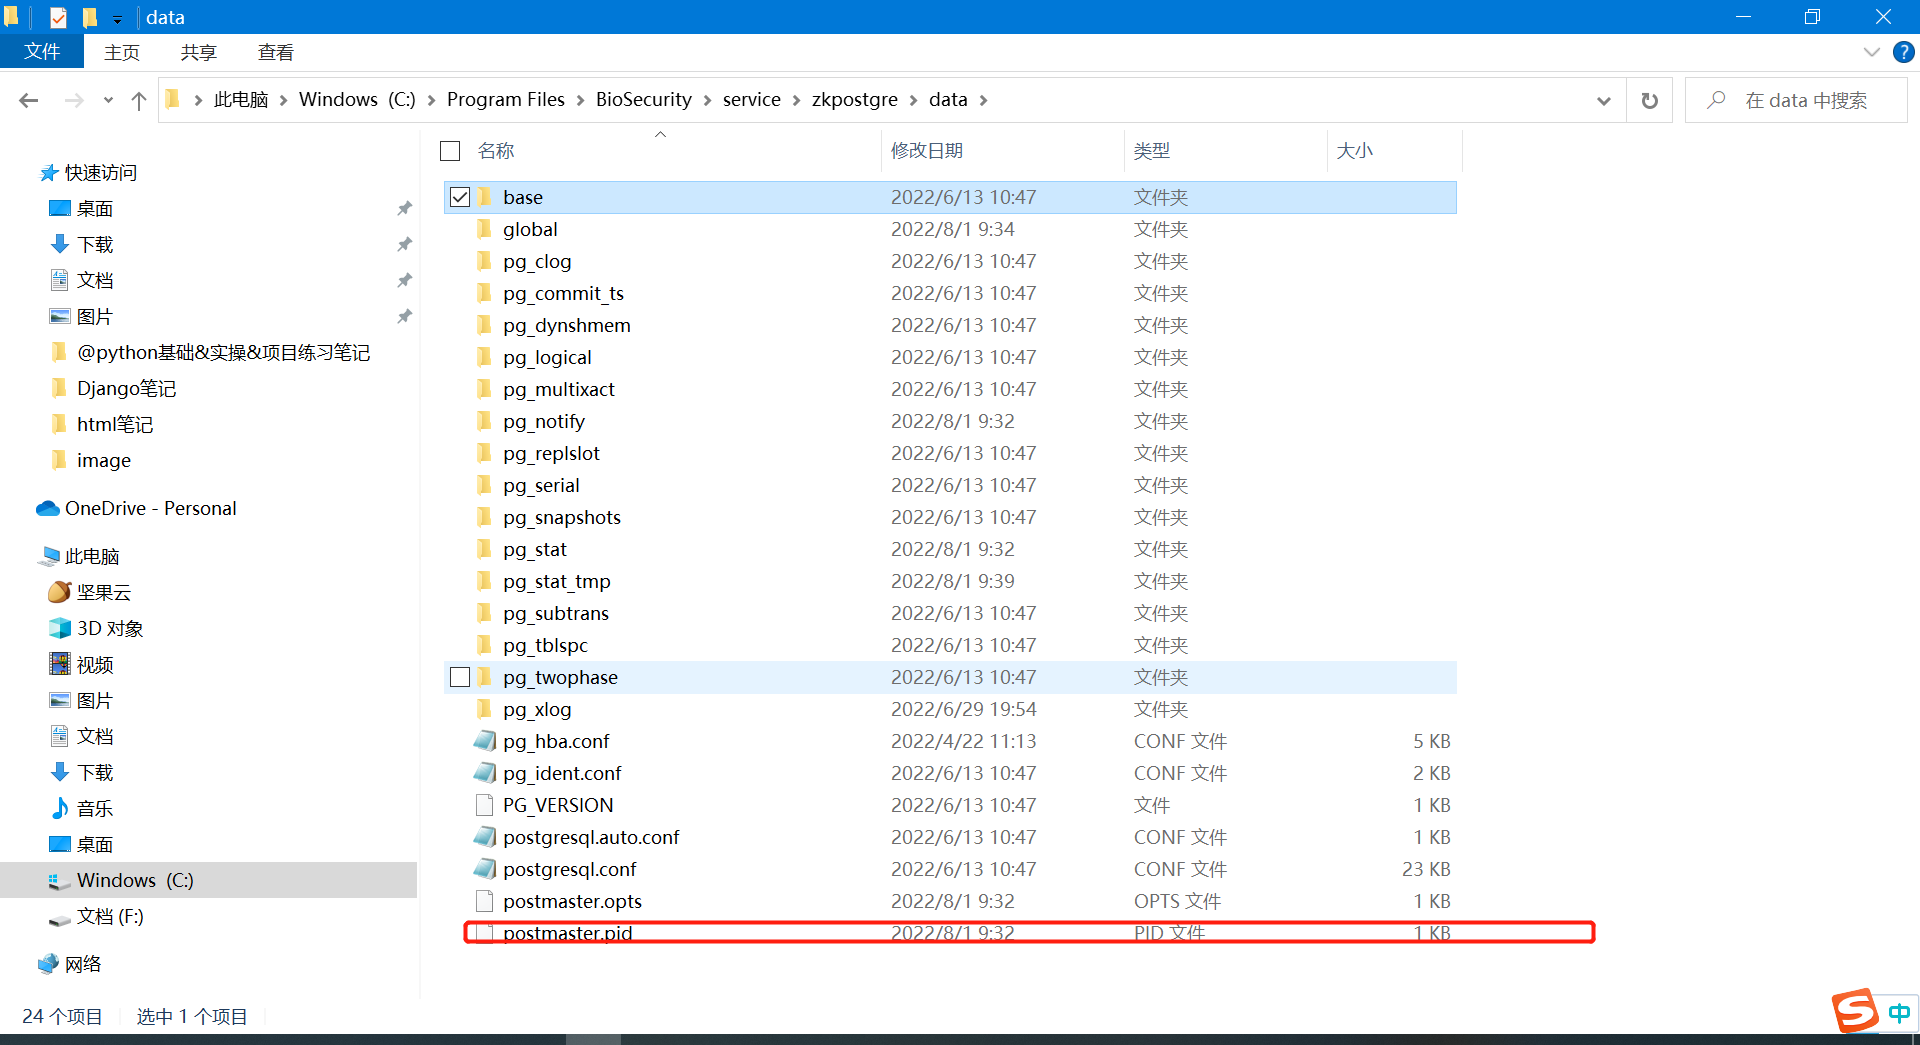 data
文件 主页 共享 查看
此电脑 Windows (C:) Program Files BioSecurity service zkpostgre data
在 data 中搜索
快速访问
桌面
下载
文档
图片
@python基础&实操&项目练习笔记
Django笔记
html笔记
image
OneDrive - Personal
此电脑
坚果云
3D 对象
视频
图片
文档
下载
音乐
桌面
Windows (C:)
文档 (F:)
网络
名称 修改日期 类型 大小
base 2022/6/13 10:47 文件夹
global 2022/8/1 9:34 文件夹
pg_clog 2022/6/13 10:47 文件夹
pg_commit_ts 2022/6/13 10:47 文件夹
pg_dynshmem 2022/6/13 10:47 文件夹
pg_logical 2022/6/13 10:47 文件夹
pg_multixact 2022/6/13 10:47 文件夹
pg_notify 2022/8/1 9:32 文件夹
pg_replslot 2022/6/13 10:47 文件夹
pg_serial 2022/6/13 10:47 文件夹
pg_snapshots 2022/6/13 10:47 文件夹
pg_stat 2022/8/1 9:32 文件夹
pg_stat_tmp 2022/8/1 9:39 文件夹
pg_subtrans 2022/6/13 10:47 文件夹
pg_tblspc 2022/6/13 10:47 文件夹
pg_twophase 2022/6/13 10:47 文件夹
pg_xlog 2022/6/29 19:54 文件夹
pg_hba.conf 2022/4/22 11:13 CONF 文件 5 KB
pg_ident.conf 2022/6/13 10:47 CONF 文件 2 KB
PG_VERSION 2022/6/13 10:47 文件 1 KB
postgresql.auto.conf 2022/6/13 10:47 CONF 文件 1 KB
postgresql.conf 2022/6/13 10:47 CONF 文件 23 KB
postmaster.opts 2022/8/1 9:32 OPTS 文件 1 KB
postmaster.pid 2022/8/1 9:32 PID 文件 1 KB
24 个项目 选中 1 个项目
中